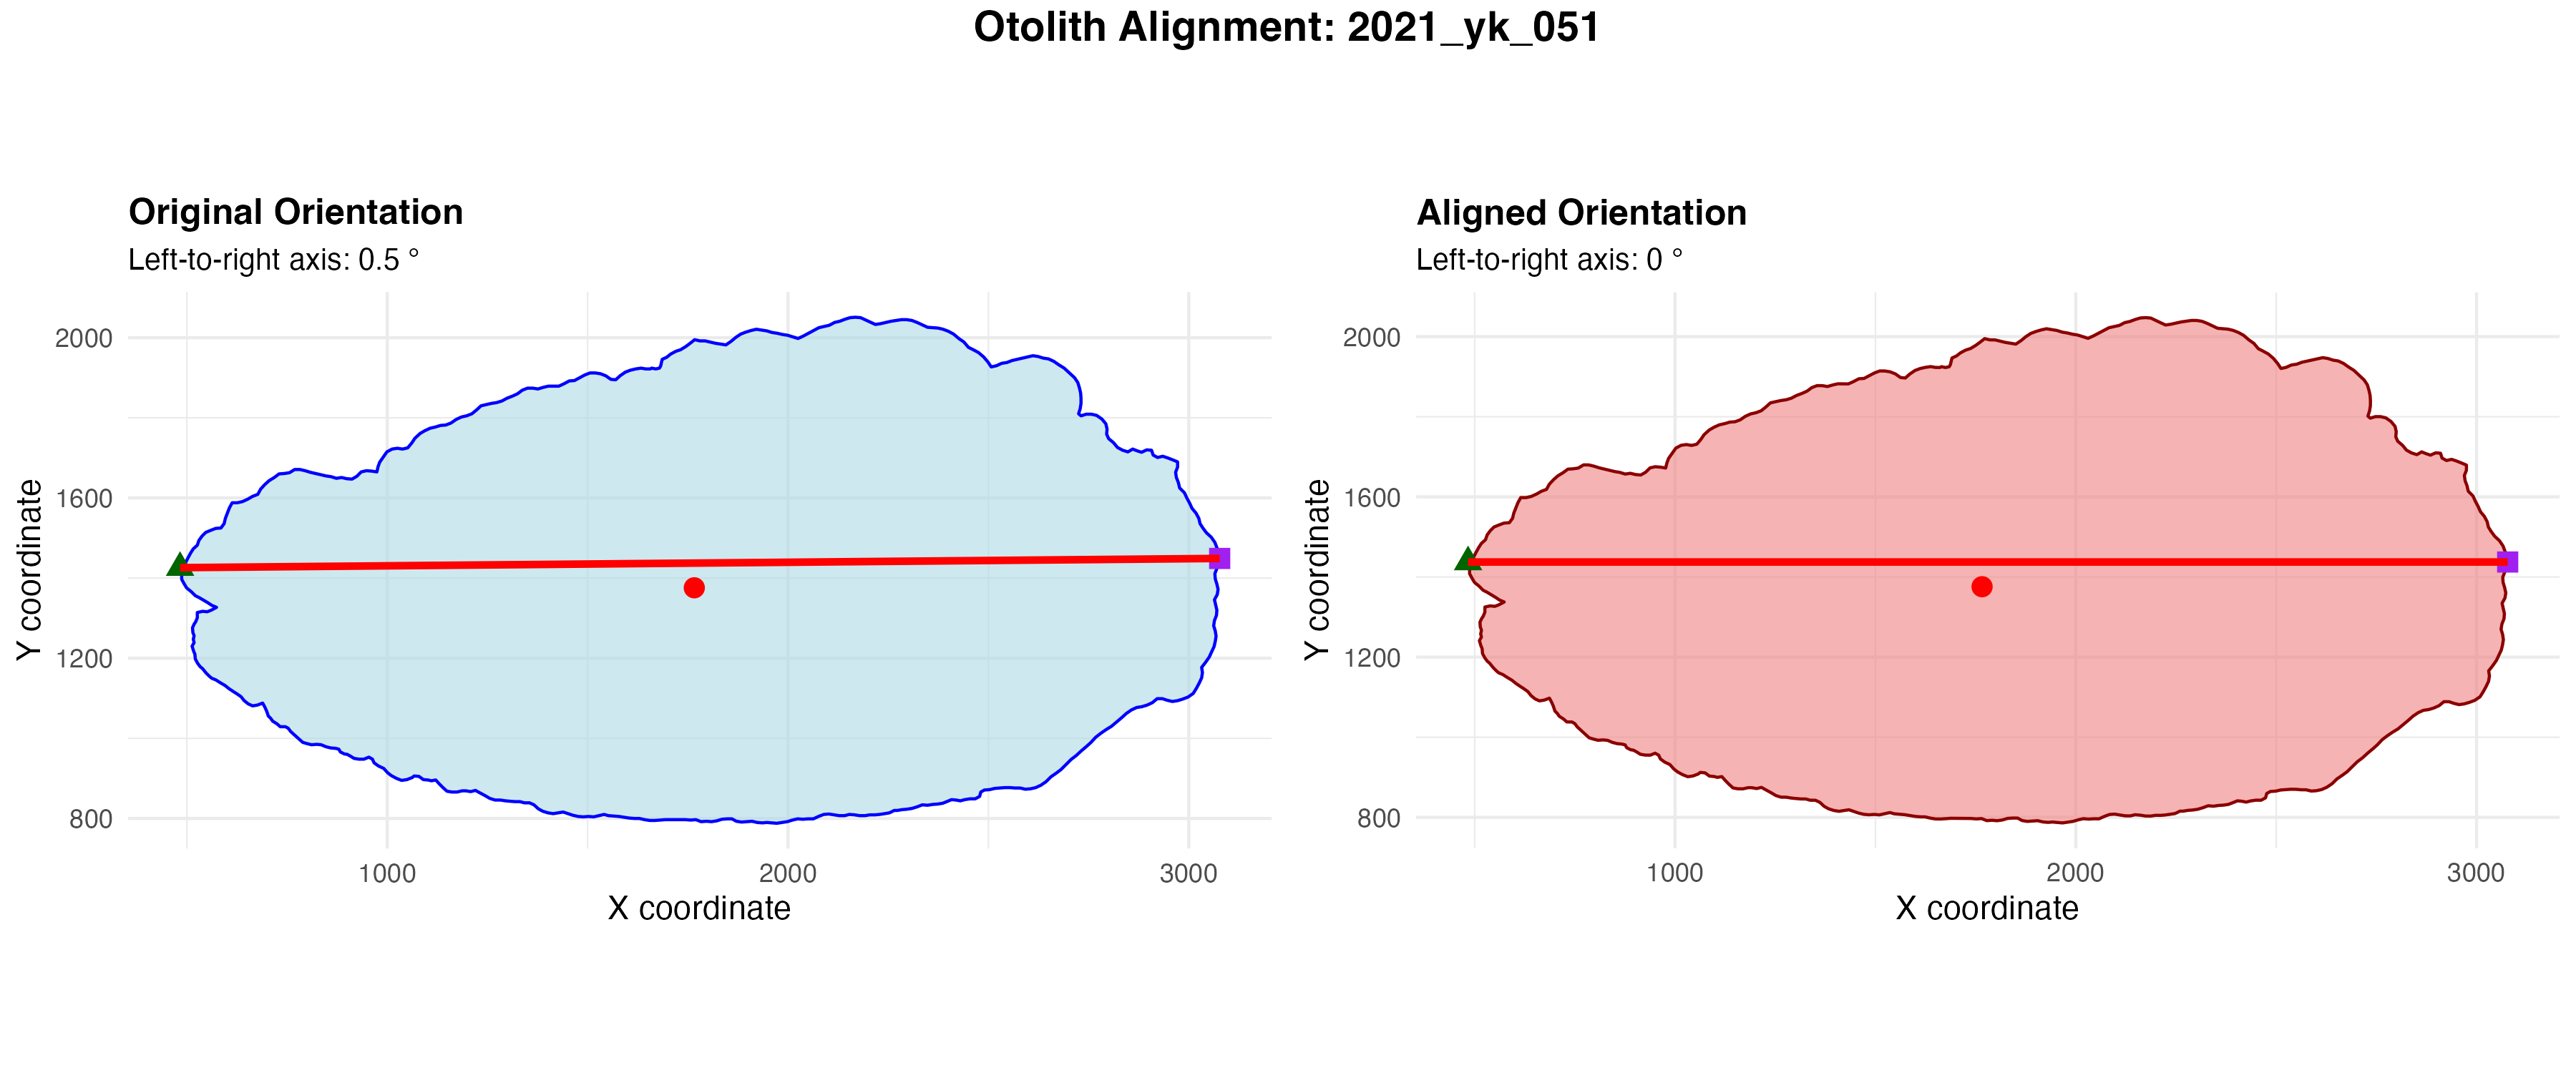 Otolith Alignment: 2021_yk_051
Original Orientation
Left-to-right axis: 0.5 °
2000
1600
1200
800
Y coordinate
1000
2000
3000
X coordinate
Aligned Orientation
Left-to-right axis: 0 °
2000
1600
1200
800
Y coordinate
1000
2000
3000
X coordinate